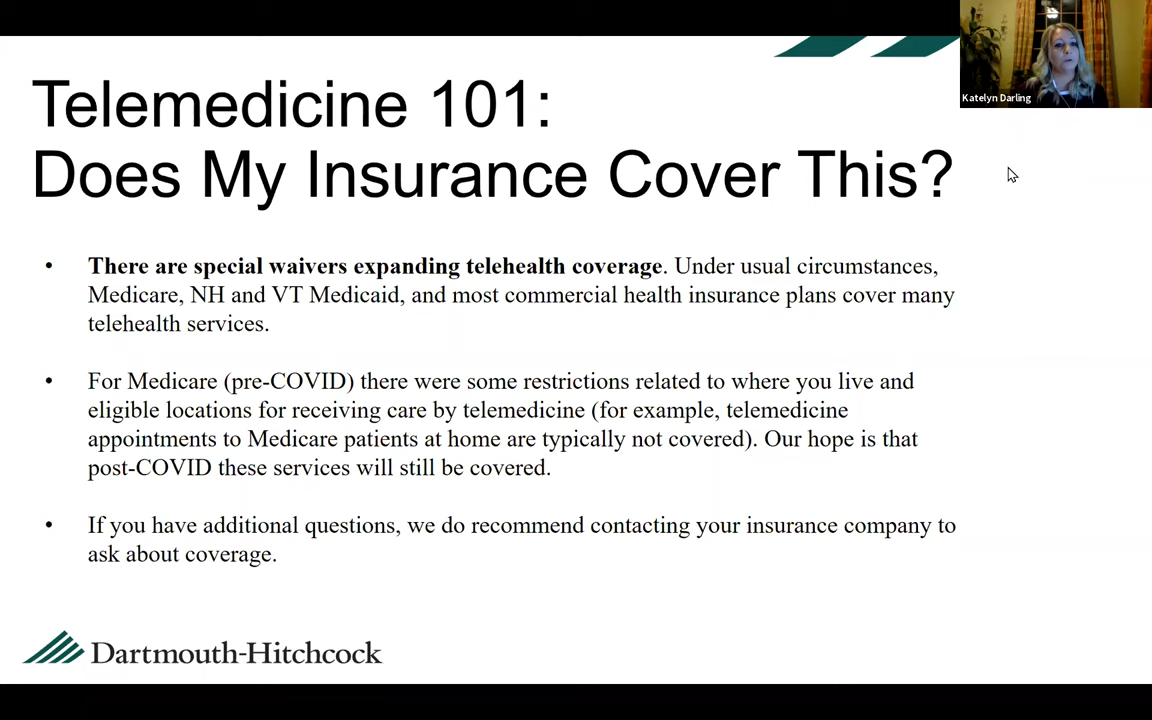 Katelyn Darling
Telemedicine 101:
Does My Insurance Cover This?
• There are special waivers expanding telehealth coverage. Under usual circumstances,
Medicare, NH and VT Medicaid, and most commercial health insurance plans cover many
telehealth services.
• For Medicare (pre-COVID) there were some restrictions related to where you live and
eligible locations for receiving care by telemedicine (for example, telemedicine
appointments to Medicare patients at home are typically not covered). Our hope is that
post-COVID these services will still be covered.
• If you have additional questions, we do recommend contacting your insurance company to
ask about coverage.
Dartmouth-Hitchcock